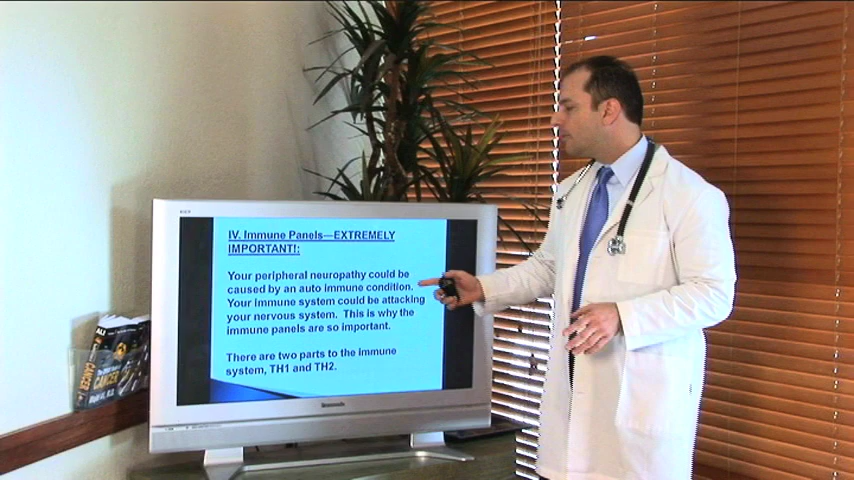 IV. Immune Panels—EXTREMELY
IMPORTANT!:
Your peripheral neuropathy could be
caused by an auto immune condition.
Your immune system could be attacking
your nervous system. This is why the
immune panels are so important.
There are two parts to the immune
system, TH1 and TH2.
CANCER